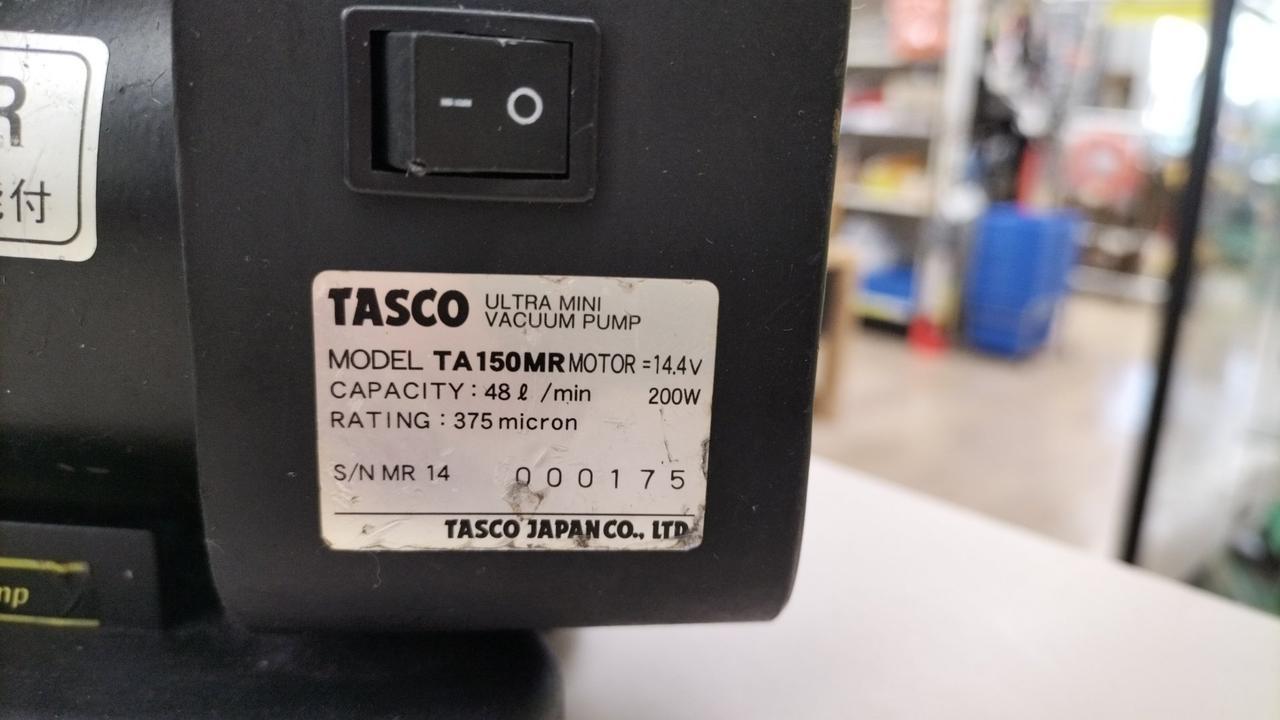 R
付
– O
TASCO ULTRA MINI
VACUUM PUMP
MODEL TA150MR MOTOR =14.4V
CAPACITY : 48ℓ /min 200W
RATING : 375 micron
S/N MR 14 000175
TASCO JAPAN CO., LTD